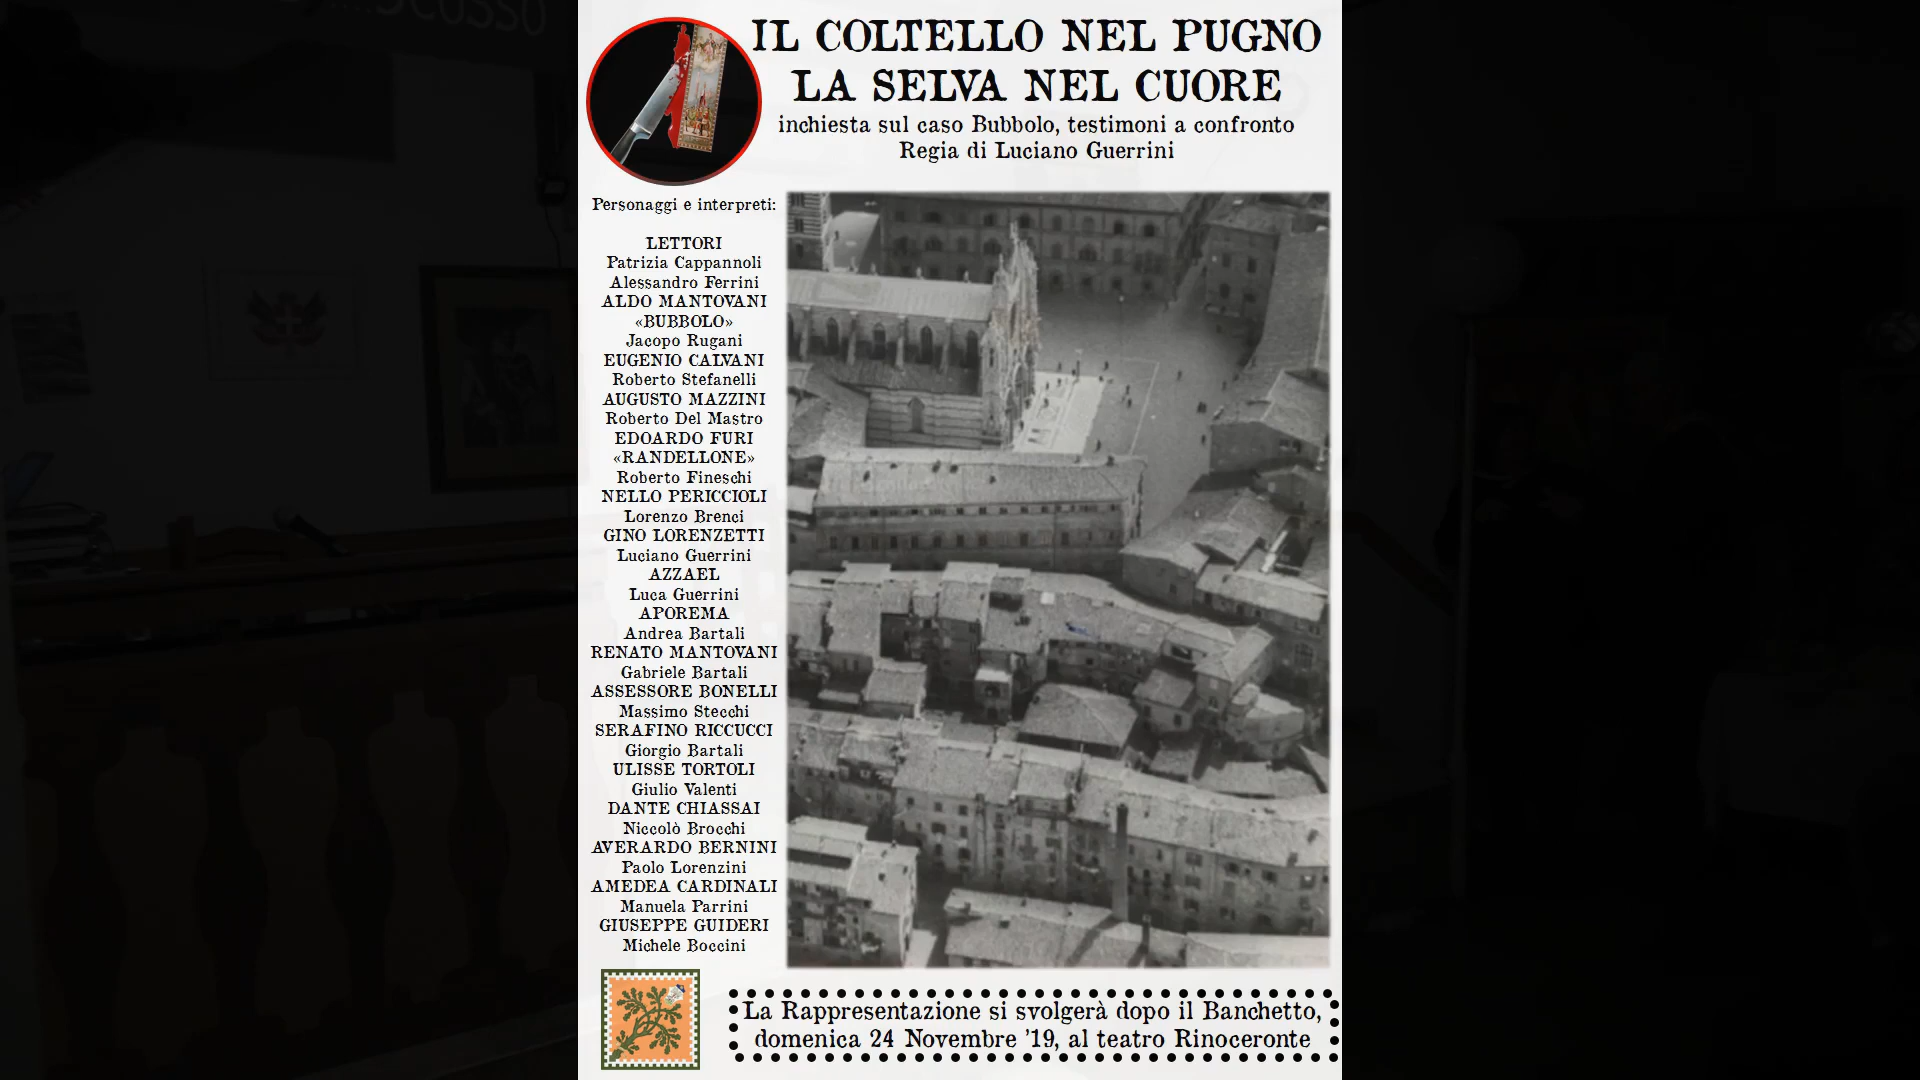 IL COLTELLO NEL PUGNO
LA SELVA NEL CUORE
inchiesta sul caso Bubbolo, testimoni a confronto
Regia di Luciano Guerrini
Personaggi e interpreti:
LETTORI
Patrizia Cappannoli
Alessandro Ferrini
ALDO MANTOVANI
«BUBBOLO»
Jacopo Rugani
EUGENIO CALVANI
Roberto Stefanelli
AUGUSTO MAZZINI
Roberto Del Mastro
EDOARDO FURI
«RANDELLONE»
Roberto Fineschi
NELLO PERICCIOLI
Lorenzo Brenci
GINO LORENZETTI
Luciano Guerrini
AZZAEL
Luca Guerrini
APOREMA
Andrea Bartali
RENATO MANTOVANI
Gabriele Bartali
ASSESSORE BONELLI
Massimo Stecchi
SERAFINO RICCUCCI
Giorgio Bartali
ULISSE TORTOLI
Giulio Valenti
DANTE CHIASSAI
Niccolò Brocchi
AVERARDO BERNINI
Paolo Lorenzini
AMEDEA CARDINALI
Manuela Parrini
GIUSEPPE GUIDERI
Michele Boccini
La Rappresentazione si svolgerà dopo il Banchetto,
domenica 24 Novembre '19, al teatro Rinoceronte